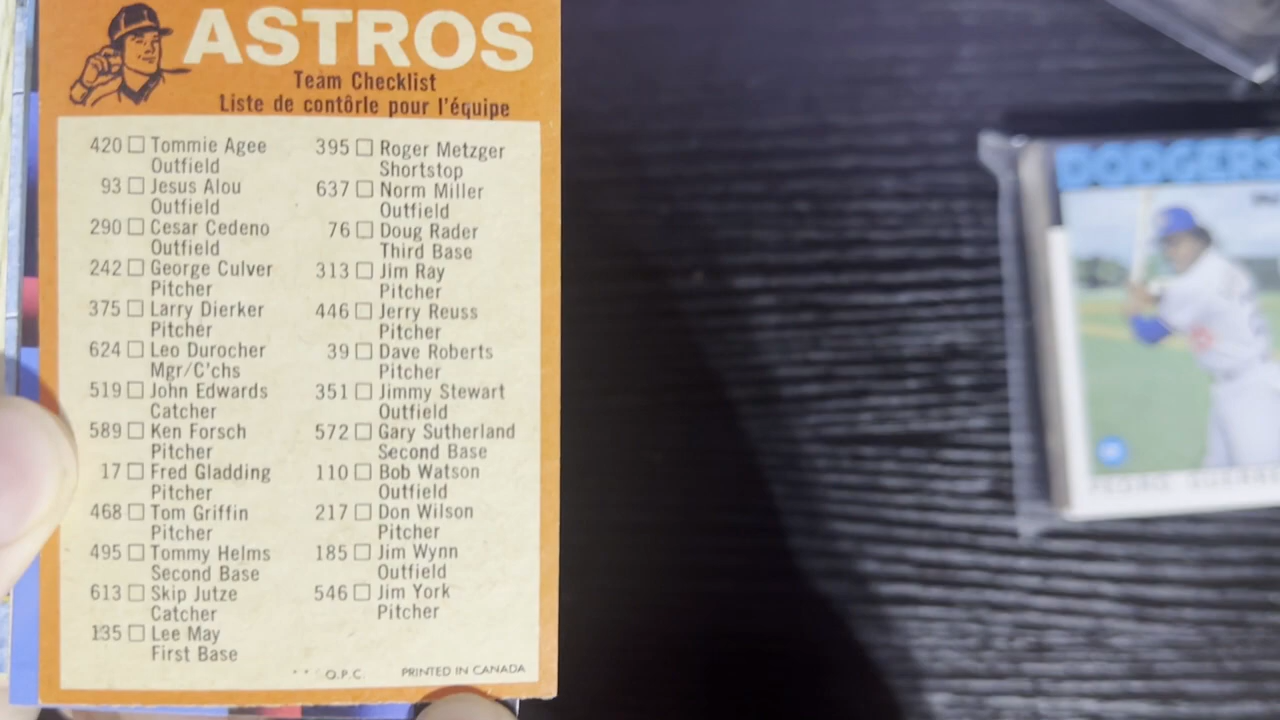 ASTROS
Team Checklist
Liste de contôrle pour l'équipe
420 Tommie Agee
Outfield
93 Jesus Alou
Outfield
290 Cesar Cedeno
Outfield
242 George Culver
Pitcher
375 Larry Dierker
Pitcher
624 Leo Durocher
Mgr/C'chs
519 John Edwards
Catcher
589 Ken Forsch
Pitcher
17 Fred Gladding
Pitcher
468 Tom Griffin
Pitcher
495 Tommy Helms
Second Base
613 Skip Jutze
Catcher
135 Lee May
First Base
395 Roger Metzger
Shortstop
637 Norm Miller
Outfield
76 Doug Rader
Third Base
313 Jim Ray
Pitcher
446 Jerry Reuss
Pitcher
39 Dave Roberts
Pitcher
351 Jimmy Stewart
Outfield
572 Gary Sutherland
Second Base
110 Bob Watson
Outfield
217 Don Wilson
Pitcher
185 Jim Wynn
Outfield
546 Jim York
Pitcher
** O.P.C. PRINTED IN CANADA
DODGERS